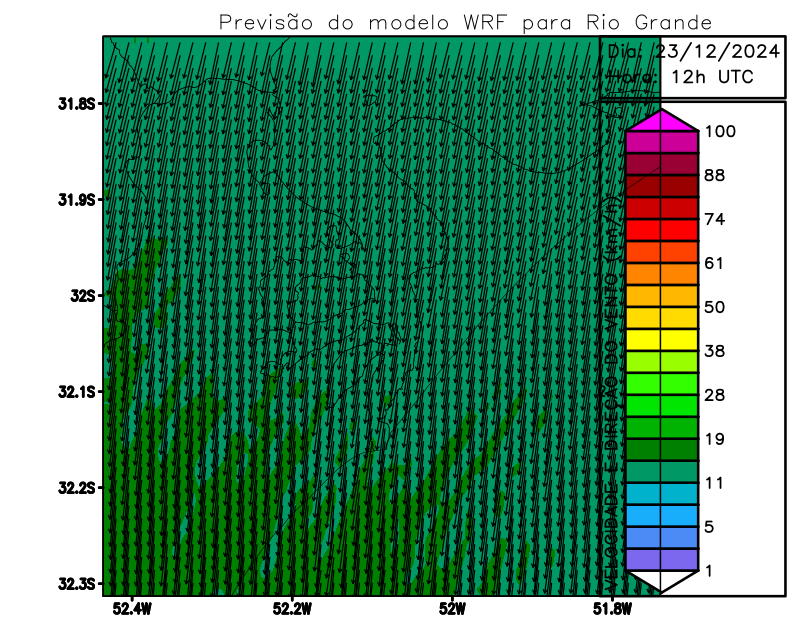 Previsão do modelo WRF para Rio Grande
Dia: 23/12/2024
Hora: 12h UTC
31.8S
31.9S
32S
32.1S
32.2S
32.3S
52.4W
52.2W
52W
51.8W
VELOCIDADE E DIREÇÃO DO VENTO (km/h)
100
88
74
61
50
38
28
19
11
5
1